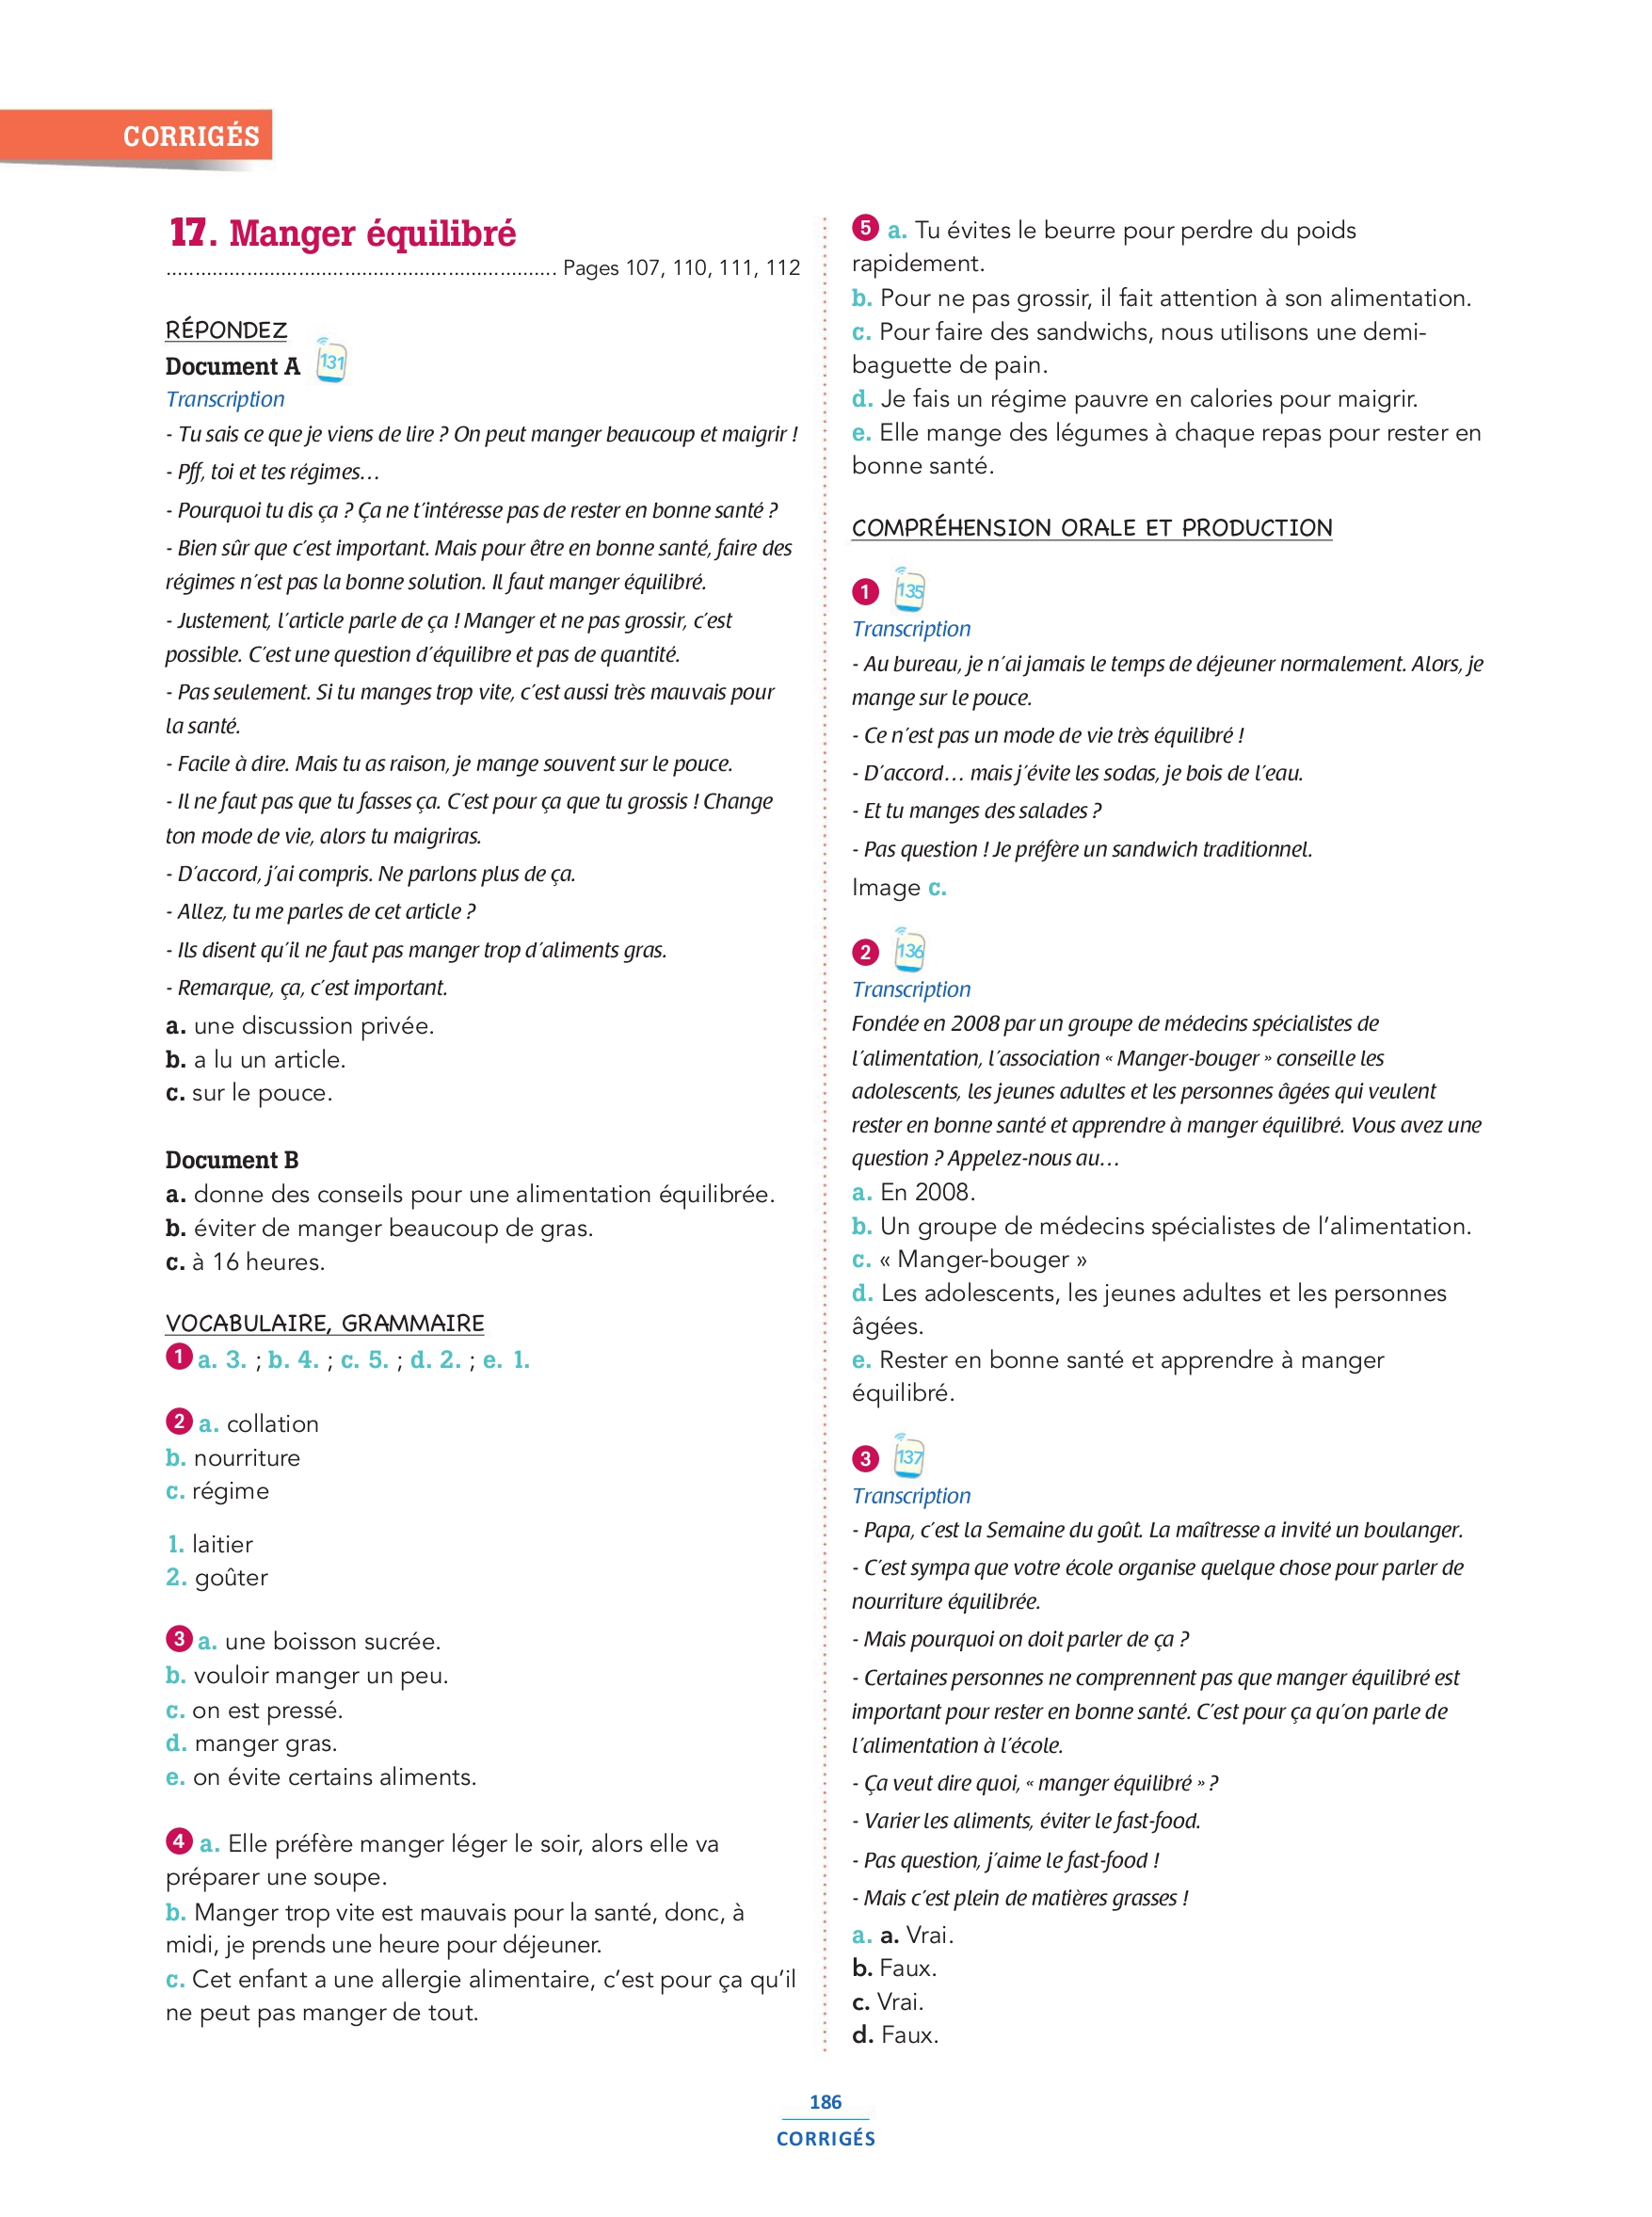 CORRIGÉS
17. Manger équilibré
.................................................................... Pages 107, 110, 111, 112
RÉPONDEZ
Document A 131
Transcription
- Tu sais ce que je viens de lire ? On peut manger beaucoup et maigrir !
- Pff, toi et tes régimes…
- Pourquoi tu dis ça ? Ça ne t'intéresse pas de rester en bonne santé ?
- Bien sûr que c'est important. Mais pour être en bonne santé, faire des
régimes n'est pas la bonne solution. Il faut manger équilibré.
- Justement, l'article parle de ça ! Manger et ne pas grossir, c'est
possible. C'est une question d'équilibre et pas de quantité.
- Pas seulement. Si tu manges trop vite, c'est aussi très mauvais pour
la santé.
- Facile à dire. Mais tu as raison, je mange souvent sur le pouce.
- Il ne faut pas que tu fasses ça. C'est pour ça que tu grossis ! Change
ton mode de vie, alors tu maigriras.
- D'accord, j'ai compris. Ne parlons plus de ça.
- Allez, tu me parles de cet article ?
- Ils disent qu'il ne faut pas manger trop d'aliments gras.
- Remarque, ça, c'est important.
a. une discussion privée.
b. a lu un article.
c. sur le pouce.
Document B
a. donne des conseils pour une alimentation équilibrée.
b. éviter de manger beaucoup de gras.
c. à 16 heures.
VOCABULAIRE, GRAMMAIRE
1 a. 3. ; b. 4. ; c. 5. ; d. 2. ; e. 1.
2 a. collation
b. nourriture
c. régime
1. laitier
2. goûter
3 a. une boisson sucrée.
b. vouloir manger un peu.
c. on est pressé.
d. manger gras.
e. on évite certains aliments.
4 a. Elle préfère manger léger le soir, alors elle va
préparer une soupe.
b. Manger trop vite est mauvais pour la santé, donc, à
midi, je prends une heure pour déjeuner.
c. Cet enfant a une allergie alimentaire, c'est pour ça qu'il
ne peut pas manger de tout.
5 a. Tu évites le beurre pour perdre du poids
rapidement.
b. Pour ne pas grossir, il fait attention à son alimentation.
c. Pour faire des sandwichs, nous utilisons une demi-
baguette de pain.
d. Je fais un régime pauvre en calories pour maigrir.
e. Elle mange des légumes à chaque repas pour rester en
bonne santé.
COMPRÉHENSION ORALE ET PRODUCTION
1 135
Transcription
- Au bureau, je n'ai jamais le temps de déjeuner normalement. Alors, je
mange sur le pouce.
- Ce n'est pas un mode de vie très équilibré !
- D'accord… mais j'évite les sodas, je bois de l'eau.
- Et tu manges des salades ?
- Pas question ! Je préfère un sandwich traditionnel.
Image c.
2 136
Transcription
Fondée en 2008 par un groupe de médecins spécialistes de
l'alimentation, l'association « Manger-bouger » conseille les
adolescents, les jeunes adultes et les personnes âgées qui veulent
rester en bonne santé et apprendre à manger équilibré. Vous avez une
question ? Appelez-nous au…
a. En 2008.
b. Un groupe de médecins spécialistes de l'alimentation.
c. « Manger-bouger »
d. Les adolescents, les jeunes adultes et les personnes
âgées.
e. Rester en bonne santé et apprendre à manger
équilibré.
3 137
Transcription
- Papa, c'est la Semaine du goût. La maîtresse a invité un boulanger.
- C'est sympa que votre école organise quelque chose pour parler de
nourriture équilibrée.
- Mais pourquoi on doit parler de ça ?
- Certaines personnes ne comprennent pas que manger équilibré est
important pour rester en bonne santé. C'est pour ça qu'on parle de
l'alimentation à l'école.
- Ça veut dire quoi, « manger équilibré » ?
- Varier les aliments, éviter le fast-food.
- Pas question, j'aime le fast-food !
- Mais c'est plein de matières grasses !
a. a. Vrai.
b. Faux.
c. Vrai.
d. Faux.
186
CORRIGÉS